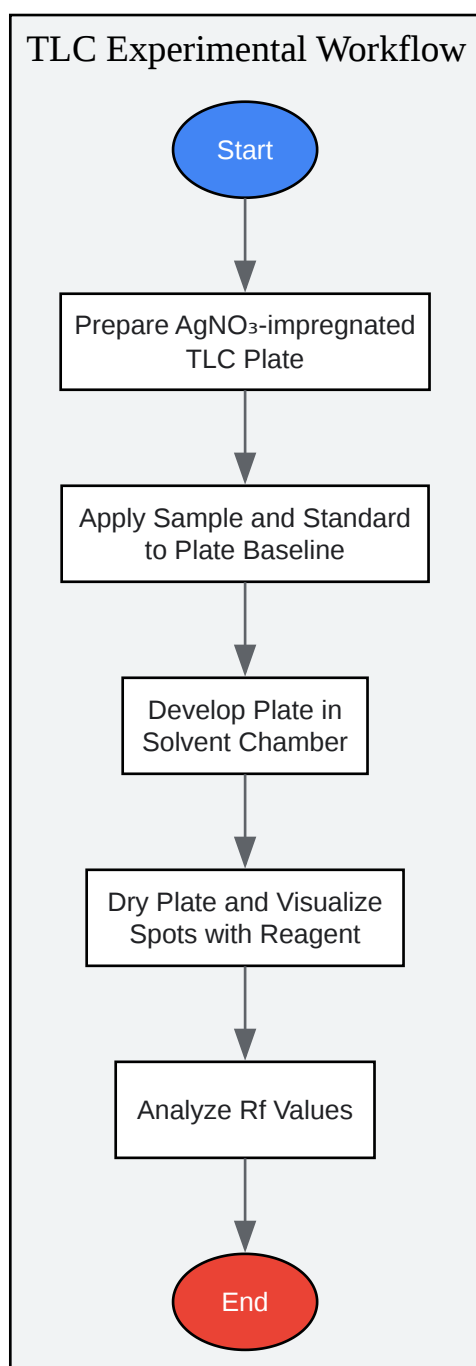 TLC Experimental Workflow
Start
Prepare AgNO₃-impregnated
TLC Plate
Apply Sample and Standard
to Plate Baseline
Develop Plate in
Solvent Chamber
Dry Plate and Visualize
Spots with Reagent
Analyze Rf Values
End